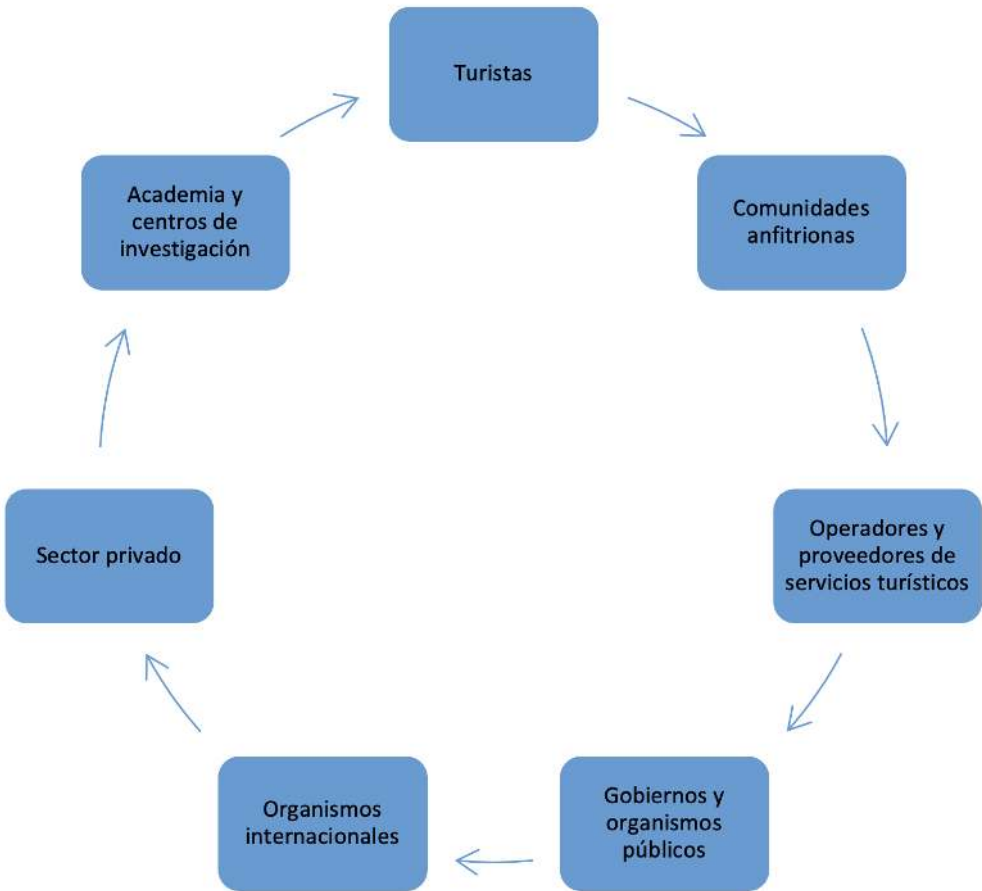 Turistas
Comunidades
anfitrionas
Operadores y
proveedores de
servicios turísticos
Gobiernos y
organismos
públicos
Organismos
internacionales
Sector privado
Academia y
centros de
investigación